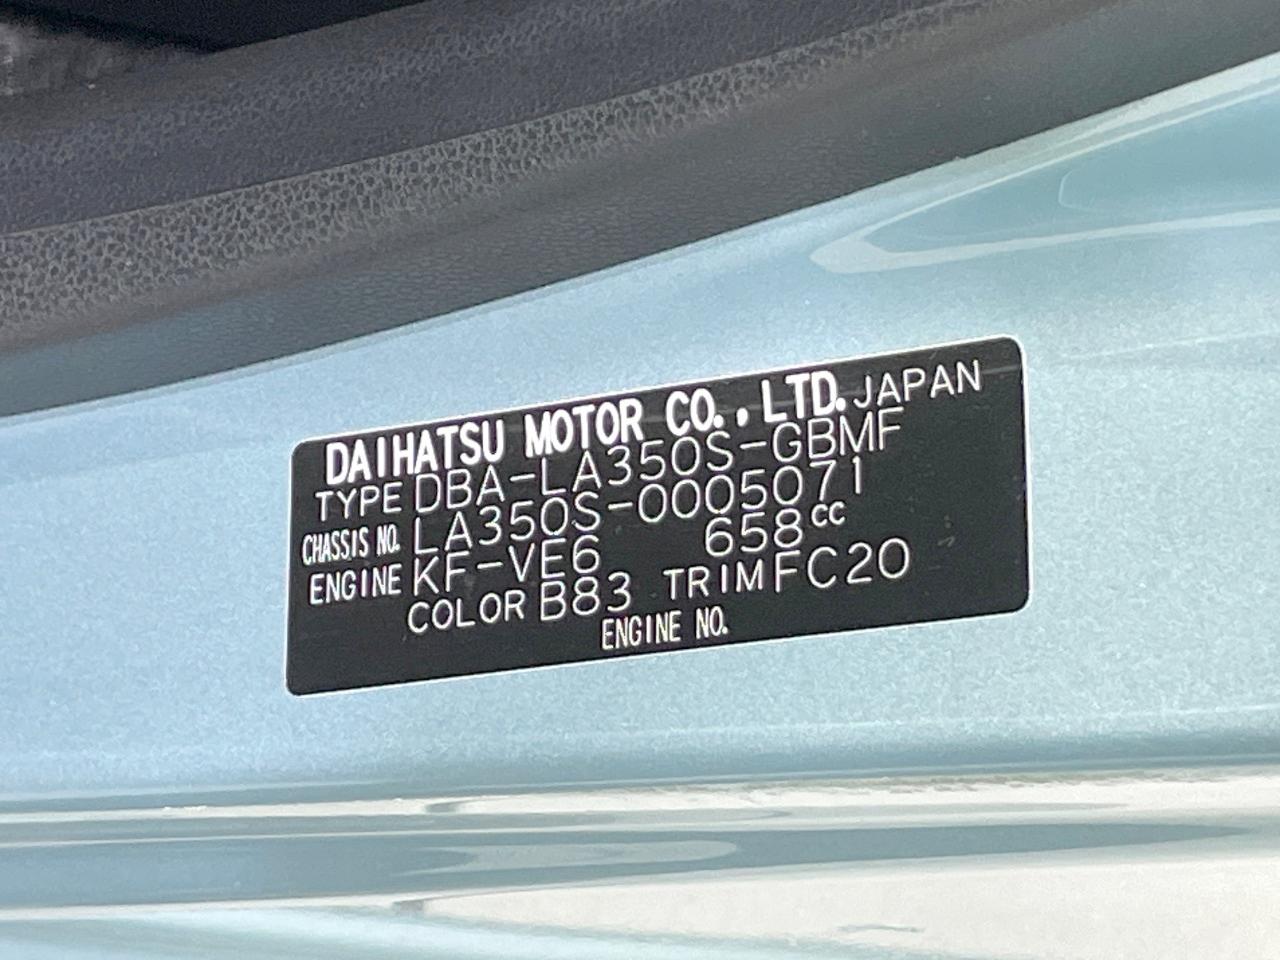 DAIHATSU MOTOR CO., LTD. JAPAN
TYPE DBA-LA350S-GBMF
CHASSIS NO. LA350S-0005071
ENGINE KF-VE6 658cc
COLOR B83 TRIM FC20
ENGINE NO.